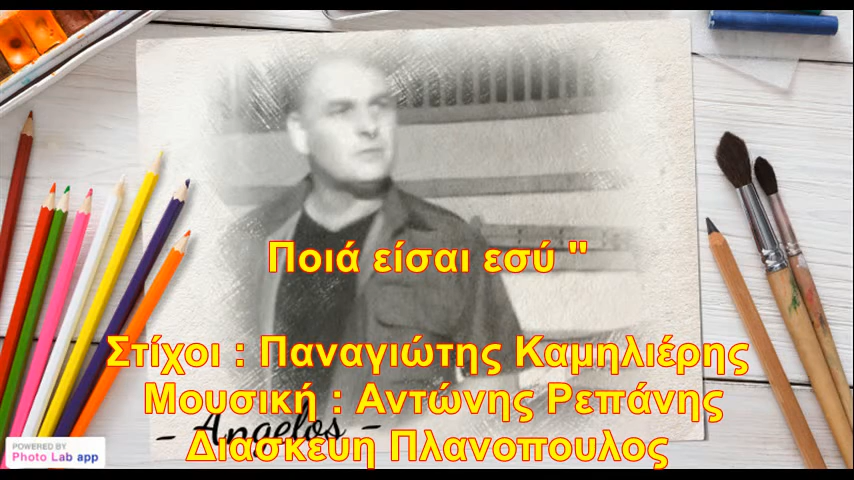 Ποιά είσαι εσύ "
Στίχοι : Παναγιώτης Καμηλιέρης
Μουσική : Αντώνης Ρεπάνης
- Angelos -
Διασκευη Πλανοπουλος
POWERED BY
Photo Lab app